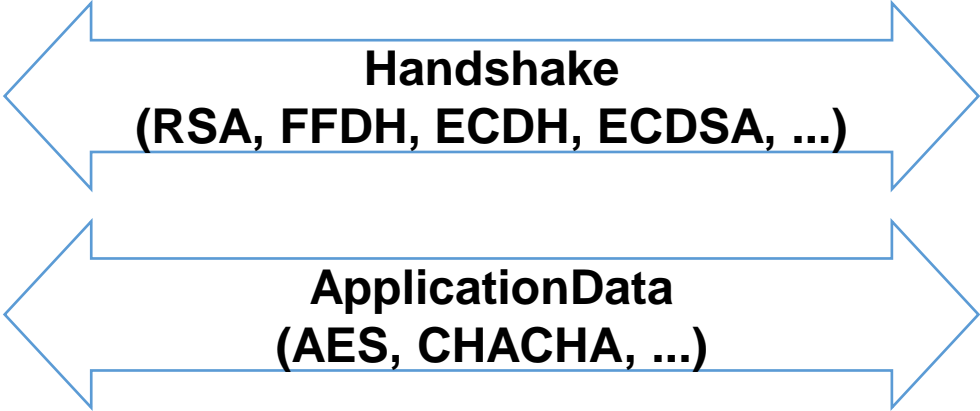 Handshake
(RSA, FFDH, ECDH, ECDSA, ...)
ApplicationData
(AES, CHACHA, ...)